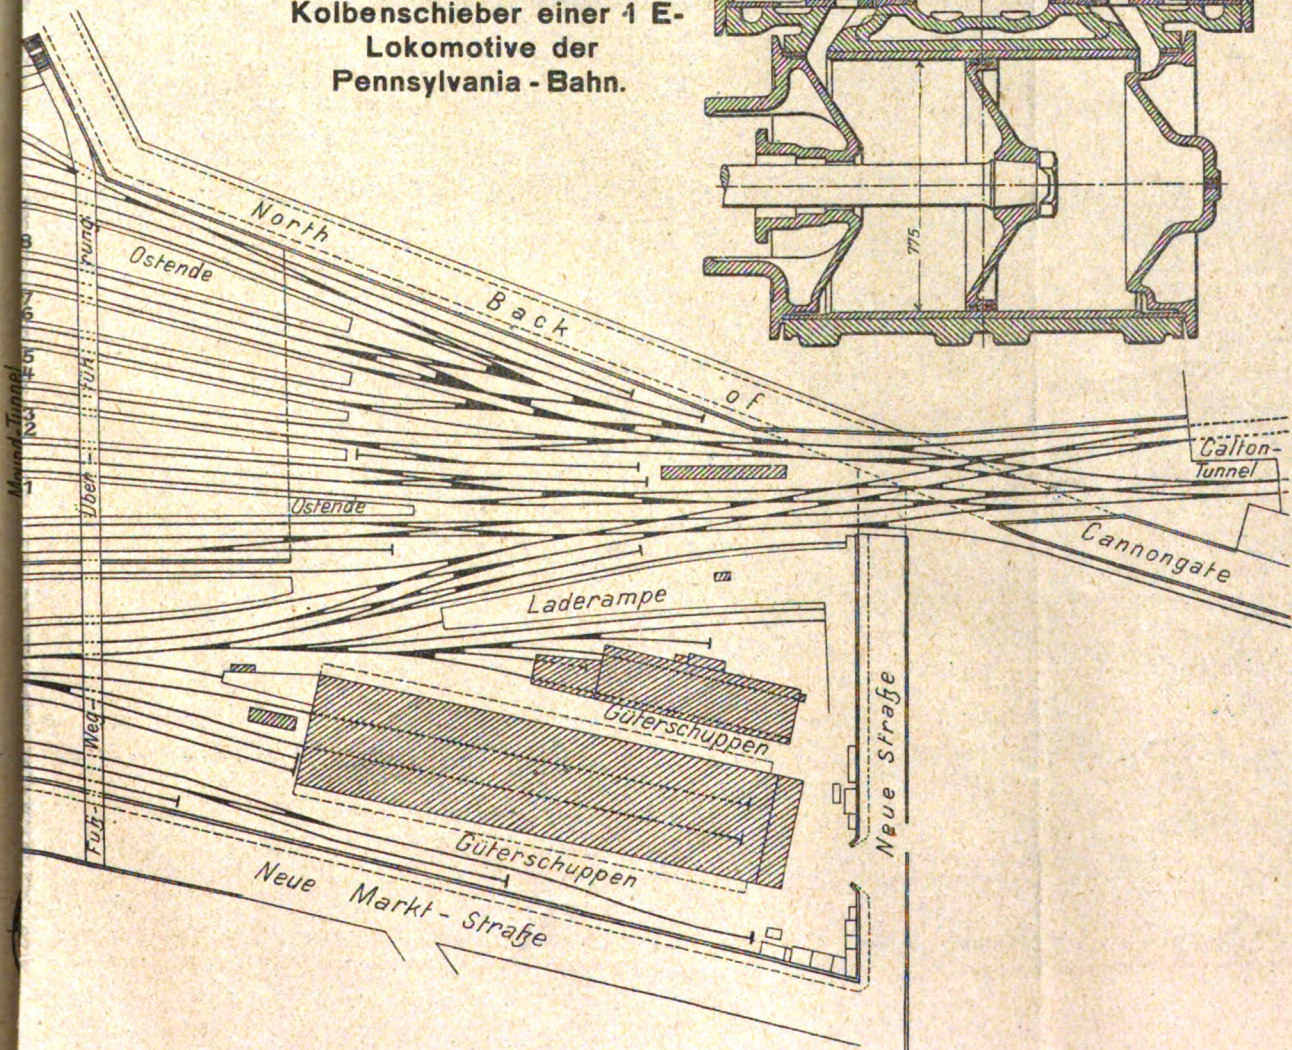 Kolbenschieber einer 1 E-
Lokomotive der
Pennsylvania - Bahn.
775
North Back of Cannongate
Ostende
8
7
6
5
4
3
2
1
Mound-Tunnel
Fuß-Weg-Über-führung
Ostende
Calton-
Tunnel
Laderampe
Güterschuppen
Güterschuppen
Neue Straße
Neue Markt-Straße